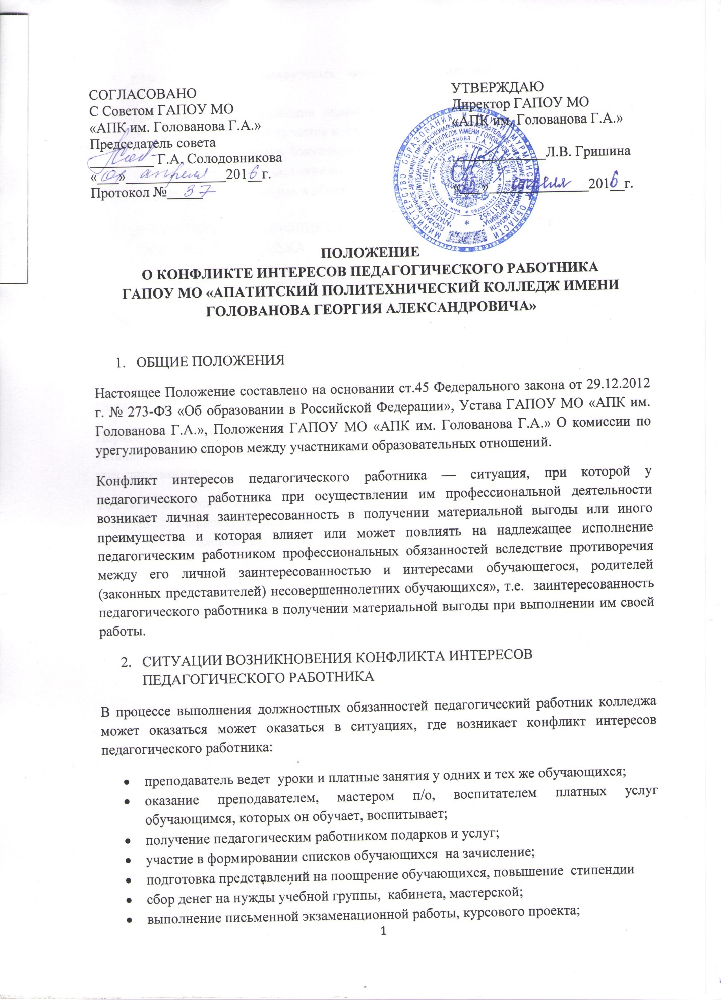 СОГЛАСОВАНО
С Советом ГАПОУ МО
«АПК им. Голованова Г.А.»
Председатель совета
_________ Г.А. Солодовникова
«___» апреля 2016 г.
Протокол № 37
УТВЕРЖДАЮ
Директор ГАПОУ МО
«АПК им. Голованова Г.А.»
_____________Л.В. Гришина
«___» апреля 2016 г.
МИНИСТЕРСТВО ОБРАЗОВАНИЯ И НАУКИ МУРМАНСКОЙ ОБЛАСТИ
ПОЛОЖЕНИЕ
О КОНФЛИКТЕ ИНТЕРЕСОВ ПЕДАГОГИЧЕСКОГО РАБОТНИКА
ГАПОУ МО «АПАТИТСКИЙ ПОЛИТЕХНИЧЕСКИЙ КОЛЛЕДЖ ИМЕНИ
ГОЛОВАНОВА ГЕОРГИЯ АЛЕКСАНДРОВИЧА»
1. ОБЩИЕ ПОЛОЖЕНИЯ
Настоящее Положение составлено на основании ст.45 Федерального закона от 29.12.2012
г. № 273-ФЗ «Об образовании в Российской Федерации», Устава ГАПОУ МО «АПК им.
Голованова Г.А.», Положения ГАПОУ МО «АПК им. Голованова Г.А.» О комиссии по
урегулированию споров между участниками образовательных отношений.
Конфликт интересов педагогического работника — ситуация, при которой у
педагогического работника при осуществлении им профессиональной деятельности
возникает личная заинтересованность в получении материальной выгоды или иного
преимущества и которая влияет или может повлиять на надлежащее исполнение
педагогическим работником профессиональных обязанностей вследствие противоречия
между его личной заинтересованностью и интересами обучающегося, родителей
(законных представителей) несовершеннолетних обучающихся», т.е. заинтересованность
педагогического работника в получении материальной выгоды при выполнении им своей
работы.
2. СИТУАЦИИ ВОЗНИКНОВЕНИЯ КОНФЛИКТА ИНТЕРЕСОВ
ПЕДАГОГИЧЕСКОГО РАБОТНИКА
В процессе выполнения должностных обязанностей педагогический работник колледжа
может оказаться может оказаться в ситуациях, где возникает конфликт интересов
педагогического работника:
• преподаватель ведет уроки и платные занятия у одних и тех же обучающихся;
• оказание преподавателем, мастером п/о, воспитателем платных услуг
обучающимся, которых он обучает, воспитывает;
• получение педагогическим работником подарков и услуг;
• участие в формировании списков обучающихся на зачисление;
• подготовка представлений на поощрение обучающихся, повышение стипендии
• сбор денег на нужды учебной группы, кабинета, мастерской;
• выполнение письменной экзаменационной работы, курсового проекта;
1